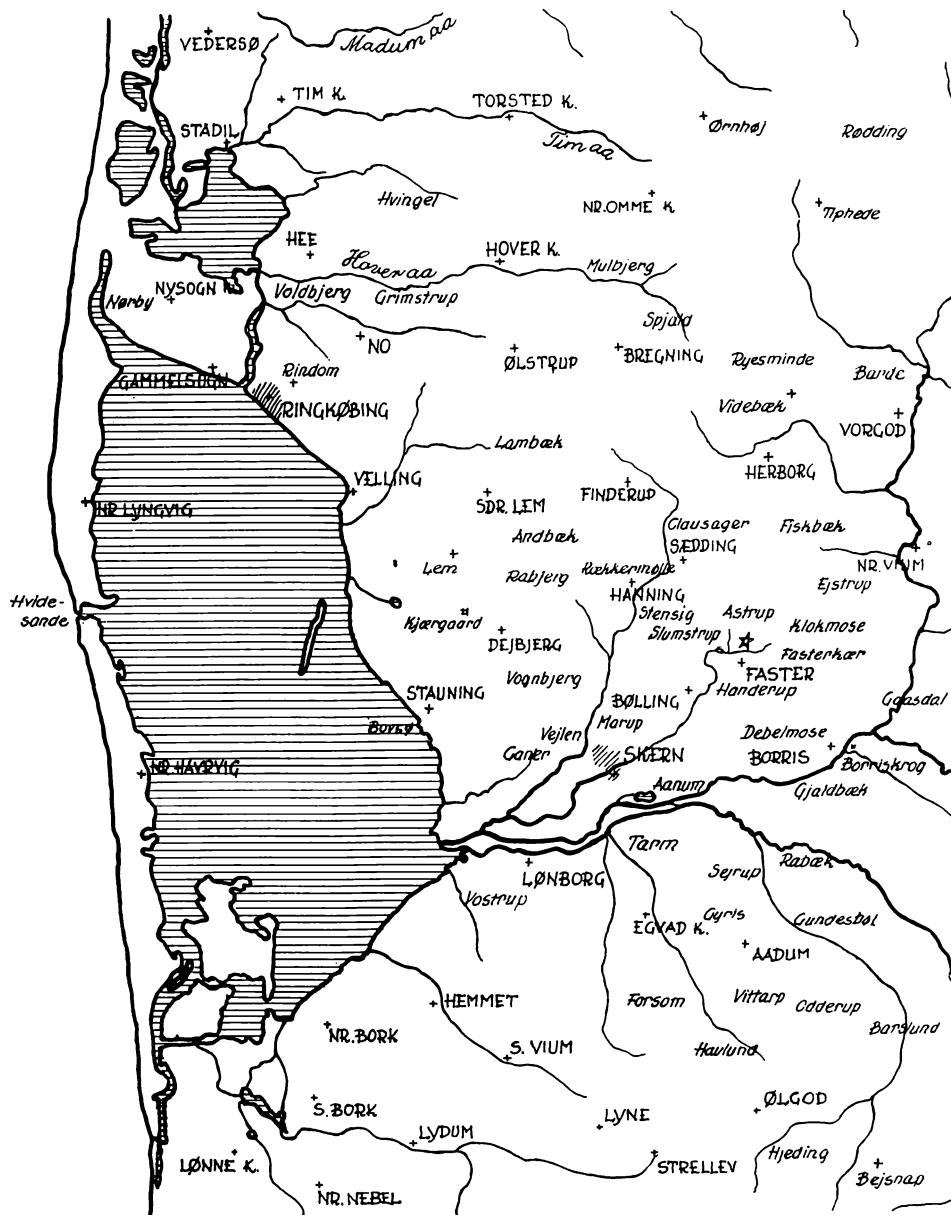 VEDERSØ
Madum aa
TIM K.
TORSTED K.
Ørnhøj
Rødding
STADIL
Tim aa
Hvingel
NR. OMME K
Tiphede
HEE
Hover aa
HOVER K.
Mulbjerg
Nørby
NYSOGN K.
Voldbjerg
Grimstrup
Spjald
NO
ØLSTRUP
BREGNING
Ryesminde
Barde
GAMMELSOGN
Rindom
RINGKØBING
Videbæk
VORGOD
Lambæk
HERBORG
VELLING
NR. LYNGVIG
SDR. LEM
FINDERUP
Andbæk
Clausager
Fiskbæk
SÆDDING
Lem
Rabjerg
Rækkermølle
NR. VIUM
HANNING
Ejstrup
Hvide-
sande
Kjærgaard
Stensig
Astrup
Slumstrup
Klokmose
DEJBJERG
Fasterkær
FASTER
Vognbjerg
Handerup
STAUNING
BØLLING
Gaasdal
Vejlen
Marup
Debelmose
Ganer
SKERN
BORRIS
Borriskrog
NR. HAVRVIG
Aanum
Gjaldbæk
Tarm
LØNBORG
Sejrup
Rabæk
Vostrup
EGVAD K.
Gyris
Gundesbøl
AADUM
HEMMET
Forsom
Vittarp
Odderup
Barslund
NR. BORK
S. VIUM
Havlund
S. BORK
LYNE
ØLGOD
LYDUM
LØNNE K.
STRELLEV
Hjeding
Bejsnap
NR. NEBEL